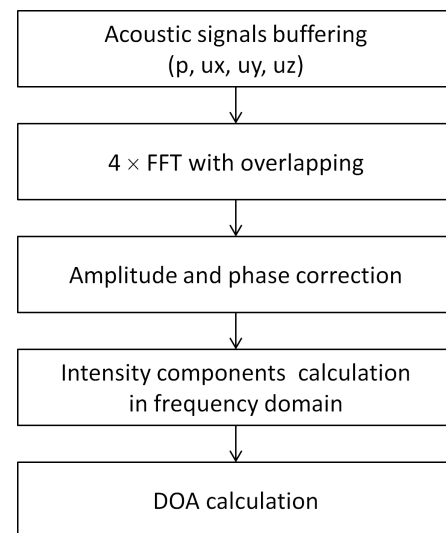 Acoustic signals buffering
(p, ux, uy, uz)
4 × FFT with overlapping
Amplitude and phase correction
Intensity components calculation
in frequency domain
DOA calculation